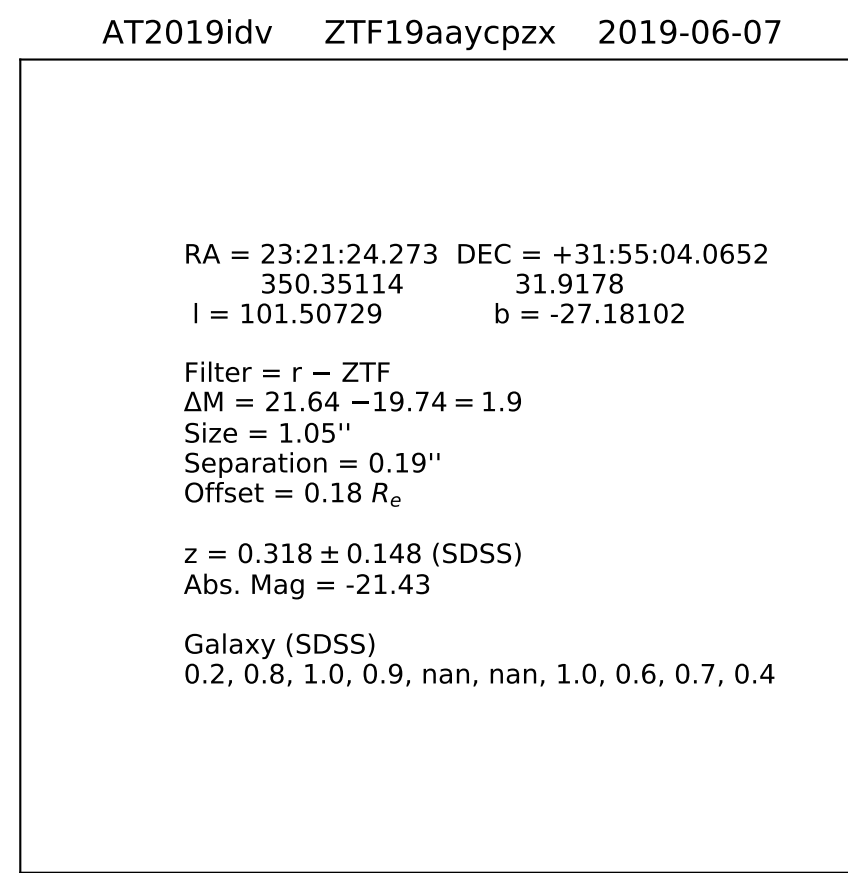 AT2019idv ZTF19aaycpzx 2019-06-07
RA = 23:21:24.273 DEC = +31:55:04.0652
350.35114 31.9178
l = 101.50729 b = -27.18102
Filter = r − ZTF
ΔM = 21.64 −19.74 = 1.9
Size = 1.05''
Separation = 0.19''
Offset = 0.18 Rₑ
z = 0.318 ± 0.148 (SDSS)
Abs. Mag = -21.43
Galaxy (SDSS)
0.2, 0.8, 1.0, 0.9, nan, nan, 1.0, 0.6, 0.7, 0.4